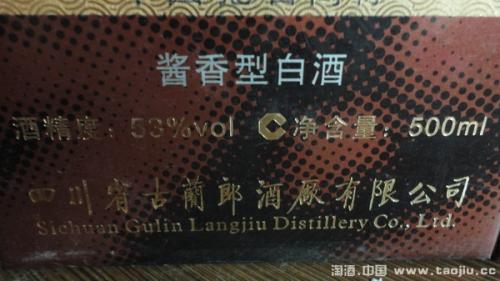 酱香型白酒
酒精度：53%vol C 净含量：500ml
四川省古蔺郎酒厂有限公司
Sichuan Gulin Langjiu Distillery Co., Ltd.
淘酒.中国 www.taojiu.cc